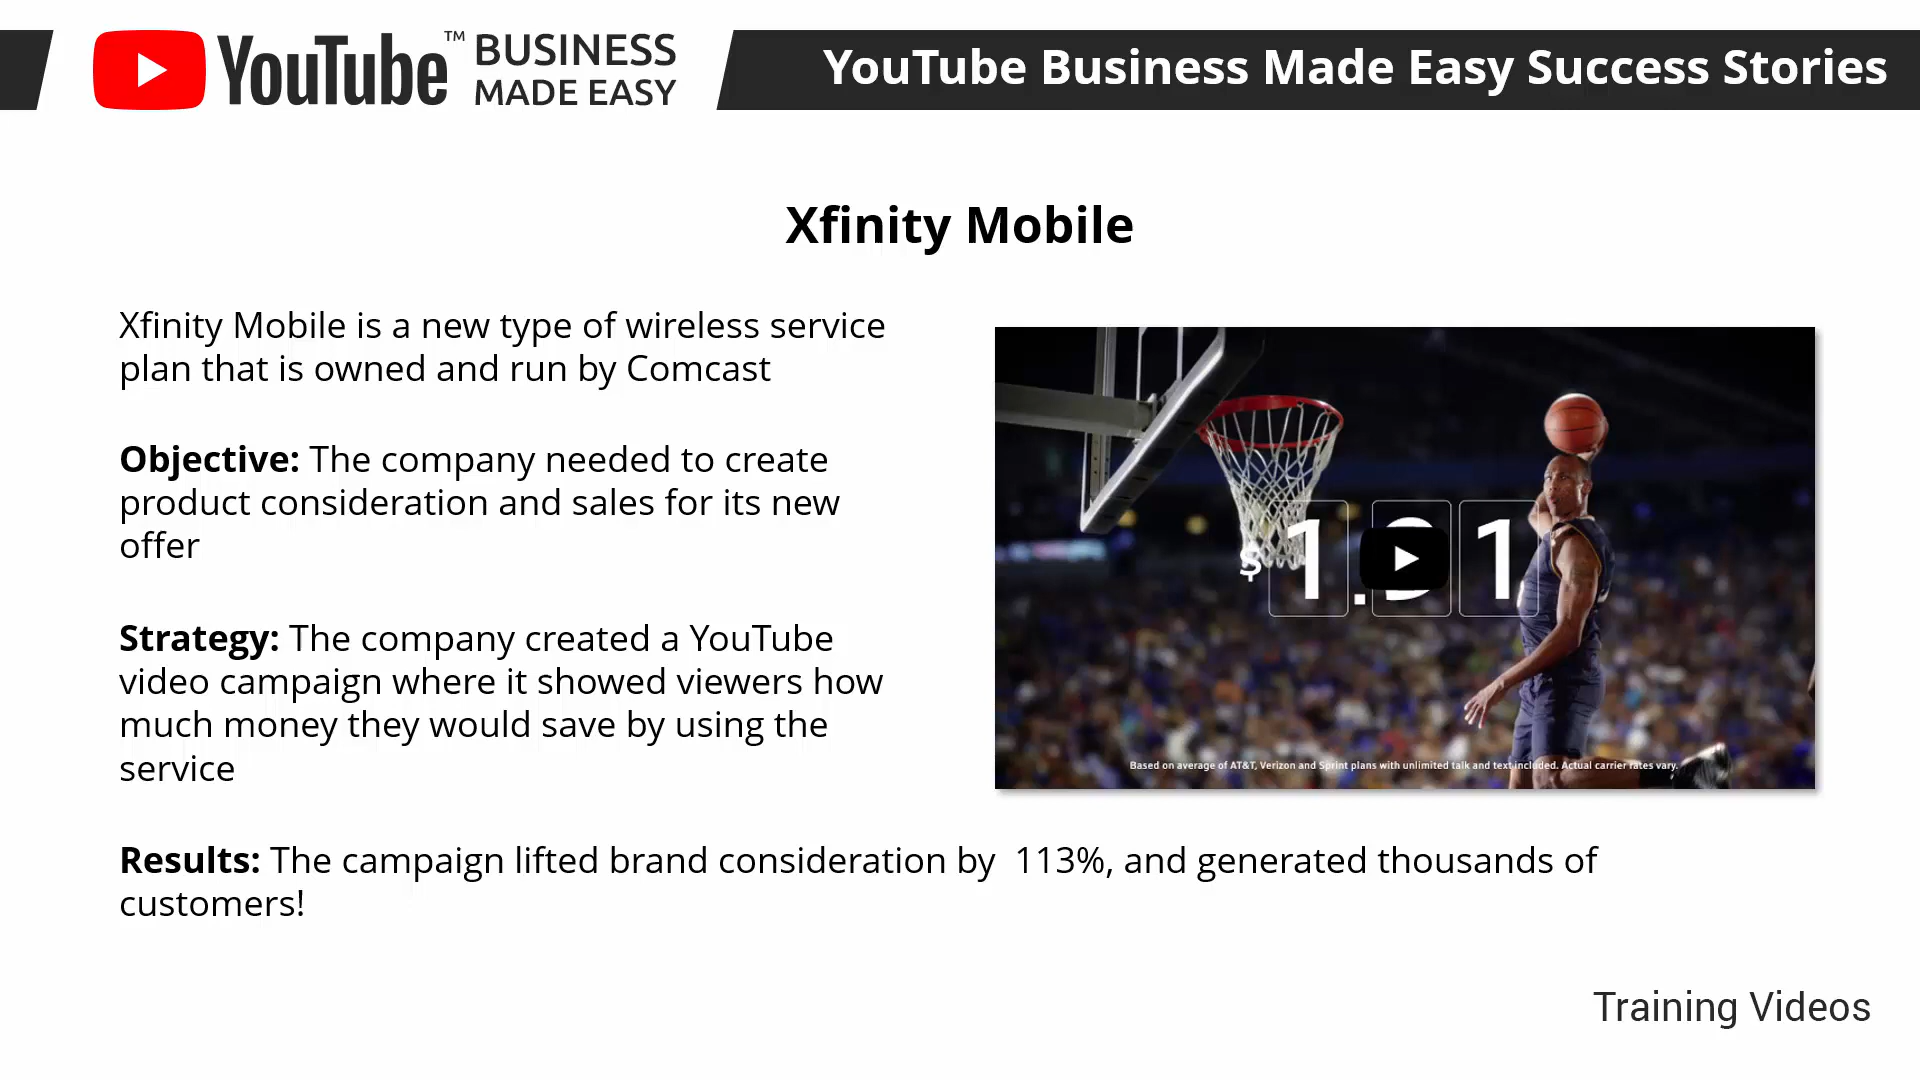 YouTube™ BUSINESS
MADE EASY
YouTube Business Made Easy Success Stories
Xfinity Mobile
Xfinity Mobile is a new type of wireless service
plan that is owned and run by Comcast
Objective: The company needed to create
product consideration and sales for its new
offer
Strategy: The company created a YouTube
video campaign where it showed viewers how
much money they would save by using the
service
Based on average of AT&T, Verizon and Sprint plans with unlimited talk and text included. Actual carrier rates vary.
Results: The campaign lifted brand consideration by  113%, and generated thousands of
customers!
Training Videos